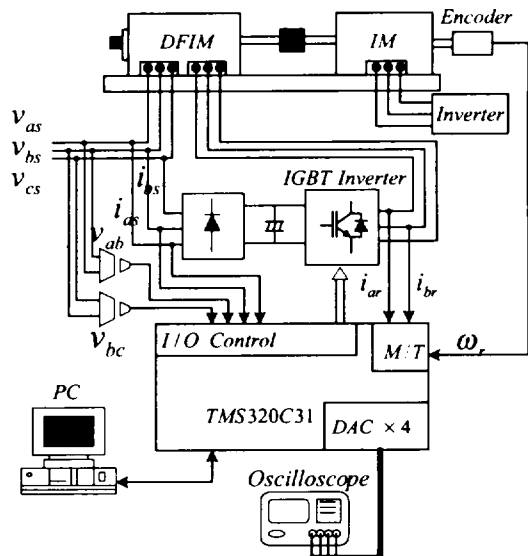 Encoder
DFIM
IM
Inverter
v_as
v_bs
v_cs
i_bs
i_as
IGBT Inverter
v_ab
v_bc
i_ar
i_br
I / O Control
M/T
ω_r
PC
TMS320C31
DAC × 4
Oscilloscope